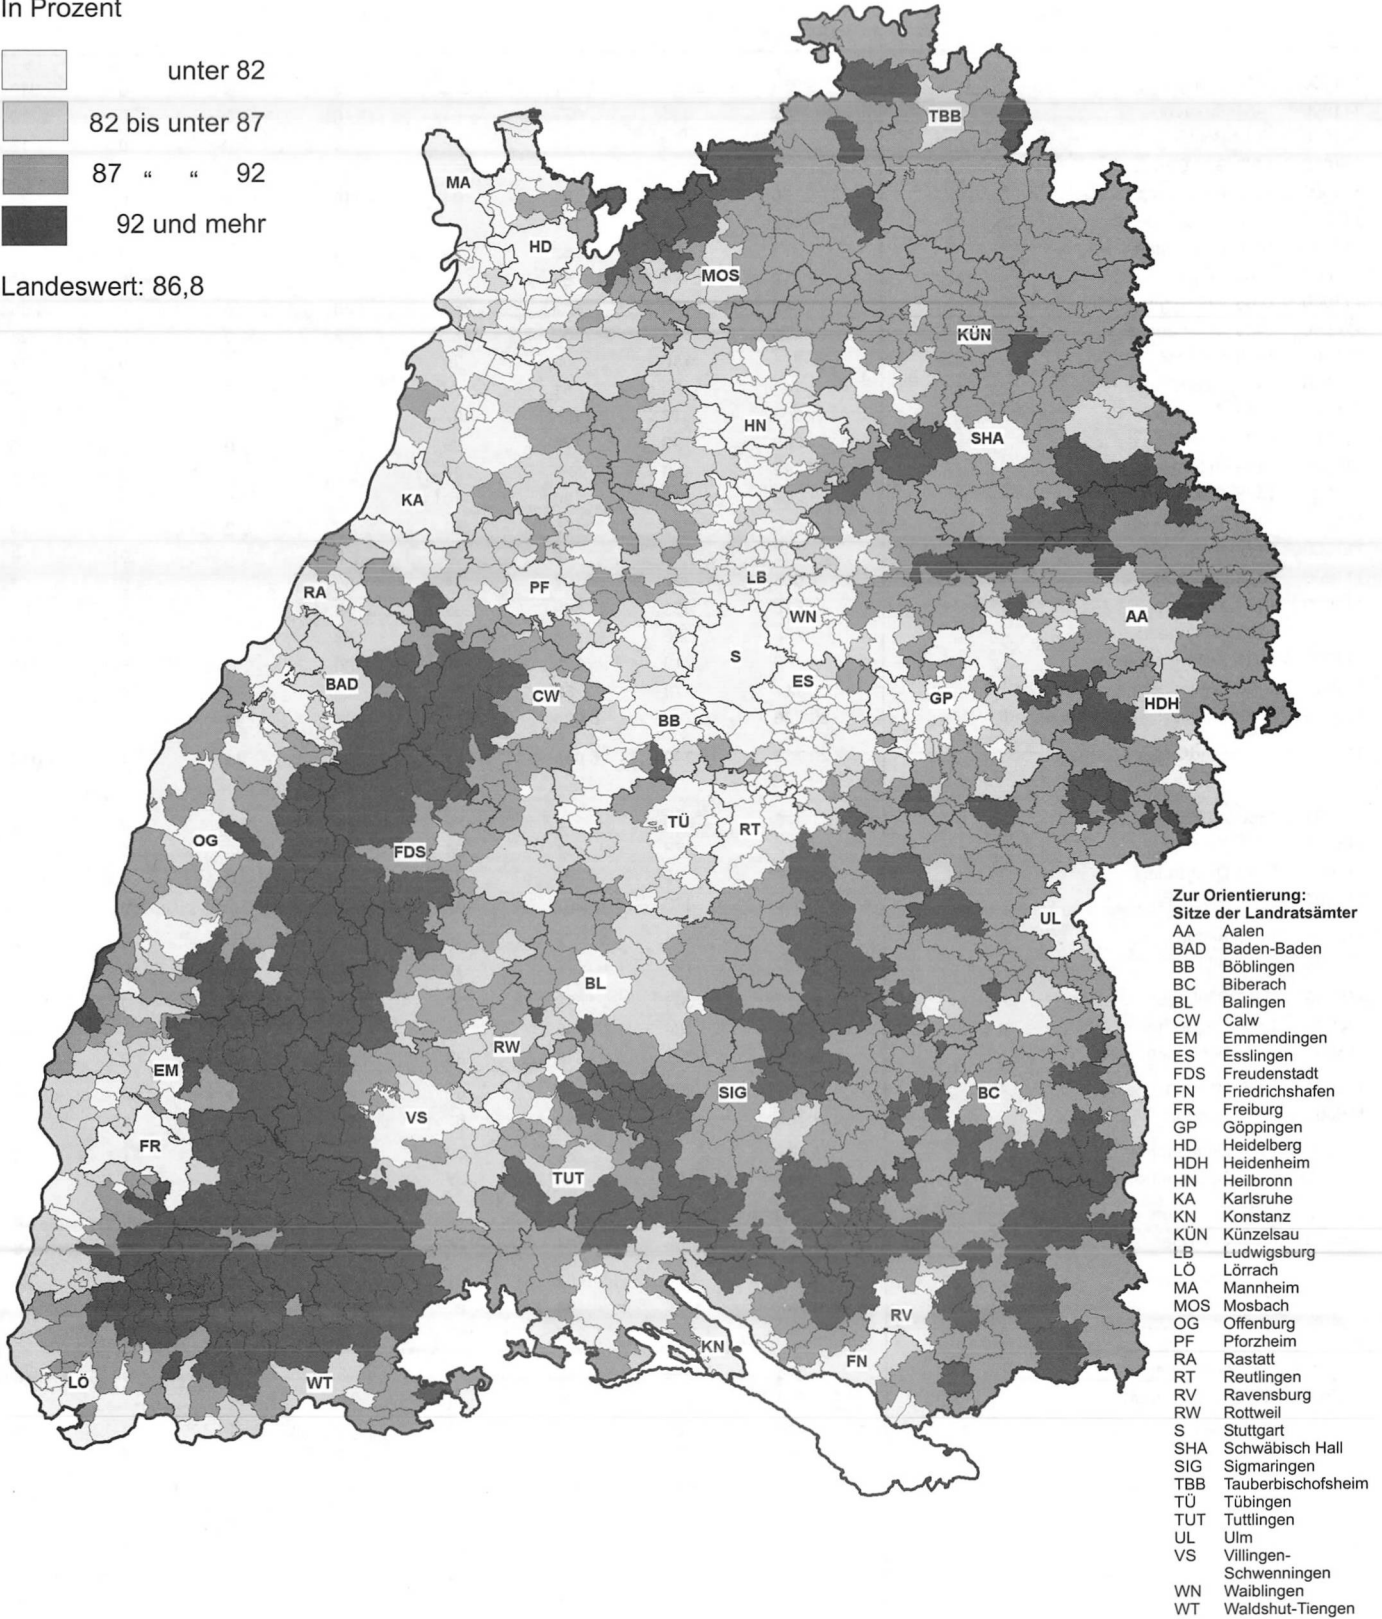 In Prozent
unter 82
82 bis unter 87
87 “ “ 92
92 und mehr
Landeswert: 86,8
TBB
MA
HD
MOS
KÜN
HN
SHA
KA
LB
PF
RA
WN
AA
S
BAD
ES
CW
GP
HDH
BB
TÜ
RT
OG
FDS
UL
BL
RW
EM
SIG
BC
VS
FR
TUT
RV
KN
FN
LÖ
WT
Zur Orientierung:
Sitze der Landratsämter
AA Aalen
BAD Baden-Baden
BB Böblingen
BC Biberach
BL Balingen
CW Calw
EM Emmendingen
ES Esslingen
FDS Freudenstadt
FN Friedrichshafen
FR Freiburg
GP Göppingen
HD Heidelberg
HDH Heidenheim
HN Heilbronn
KA Karlsruhe
KN Konstanz
KÜN Künzelsau
LB Ludwigsburg
LÖ Lörrach
MA Mannheim
MOS Mosbach
OG Offenburg
PF Pforzheim
RA Rastatt
RT Reutlingen
RV Ravensburg
RW Rottweil
S Stuttgart
SHA Schwäbisch Hall
SIG Sigmaringen
TBB Tauberbischofsheim
TÜ Tübingen
TUT Tuttlingen
UL Ulm
VS Villingen-
Schwenningen
WN Waiblingen
WT Waldshut-Tiengen